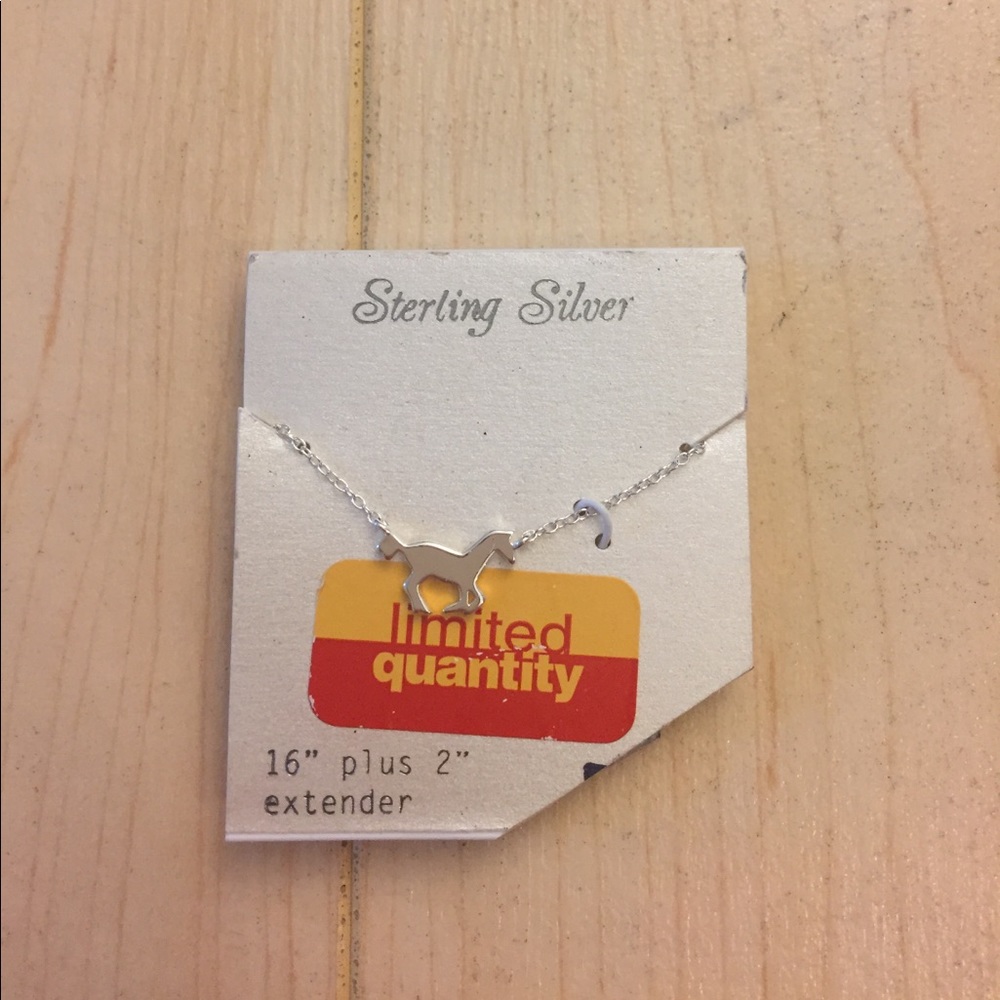 Sterling Silver
limited
quantity
16” plus 2”
extender